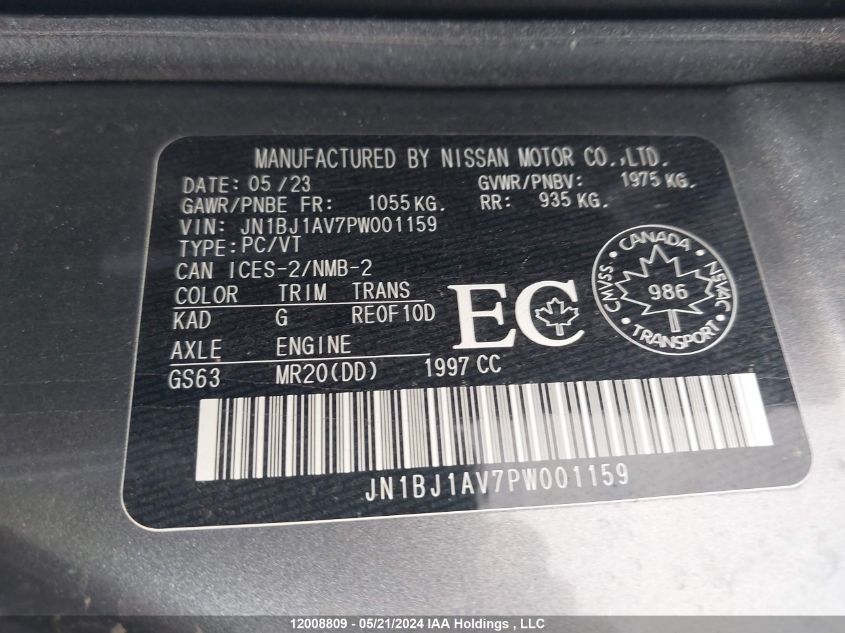 MANUFACTURED BY NISSAN MOTOR CO.,LTD.
DATE: 05/23 GVWR/PNBV: 1975 KG.
GAWR/PNBE FR: 1055 KG. RR: 935 KG.
VIN: JN1BJ1AV7PW001159
TYPE: PC/VT
CAN ICES-2/NMB-2
COLOR TRIM TRANS
KAD G RE0F10D
AXLE ENGINE
GS63 MR20(DD) 1997 CC
EC
CMVSS · CANADA · NSVAC
986
TRANSPORT
JN1BJ1AV7PW001159
12008809 - 05/21/2024 IAA Holdings , LLC